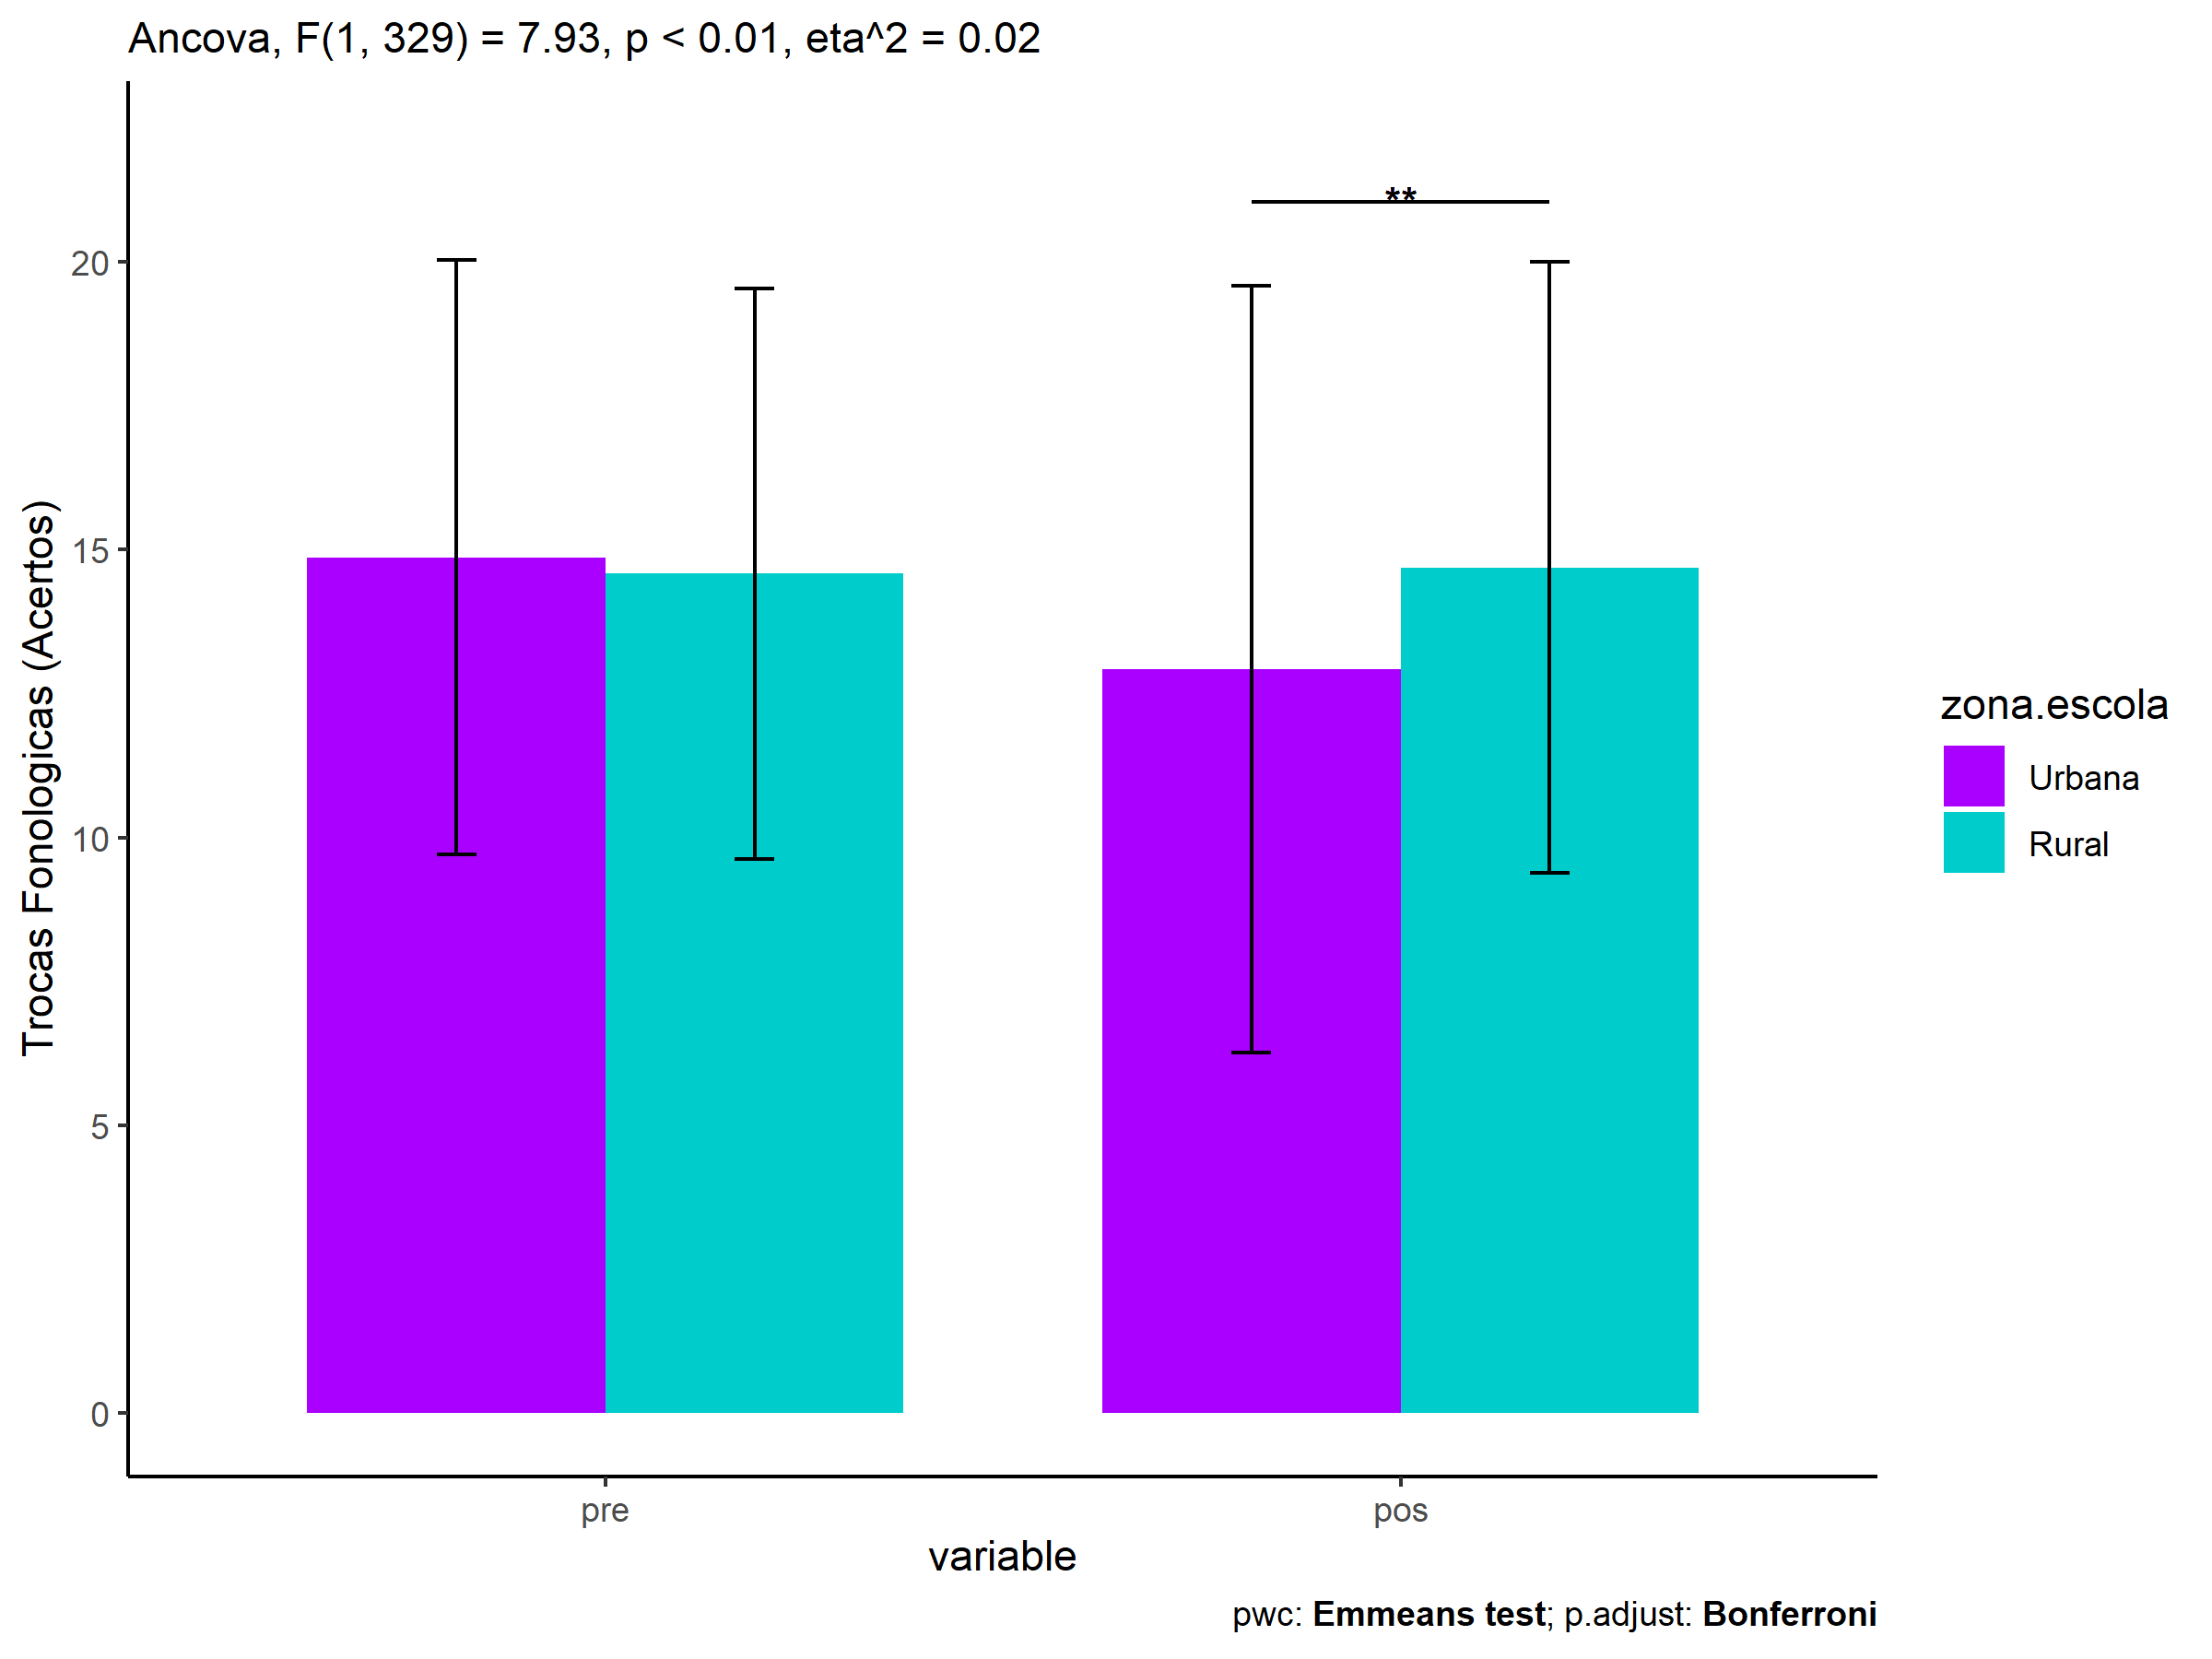 Ancova, F(1, 329) = 7.93, p < 0.01, eta^2 = 0.02
Trocas Fonologicas (Acertos)
20
15
10
5
0
**
pre
pos
variable
zona.escola
Urbana
Rural
pwc: Emmeans test; p.adjust: Bonferroni